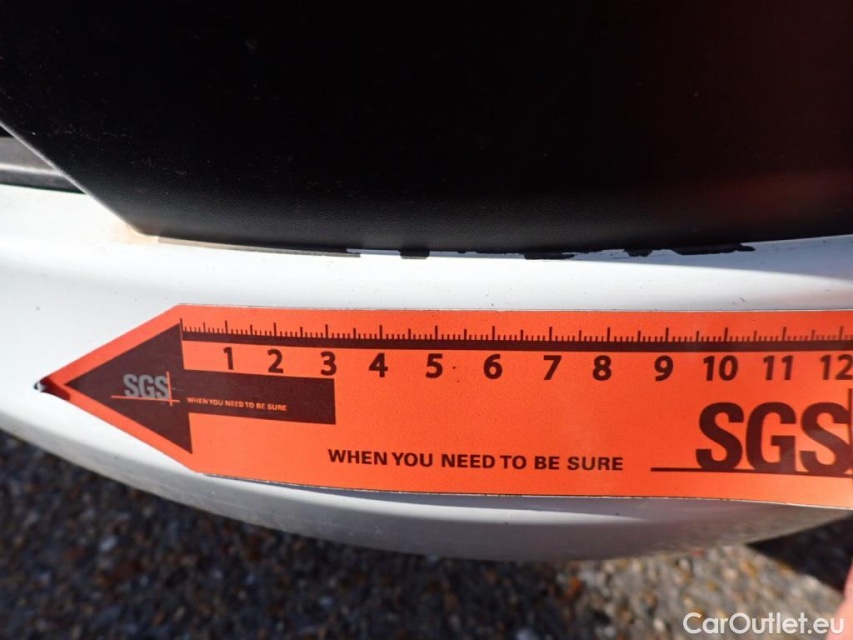 1 2 3 4 5 6 7 8 9 10 11 12
SGS
WHEN YOU NEED TO BE SURE
SGS
WHEN YOU NEED TO BE SURE
CarOutlet.eu